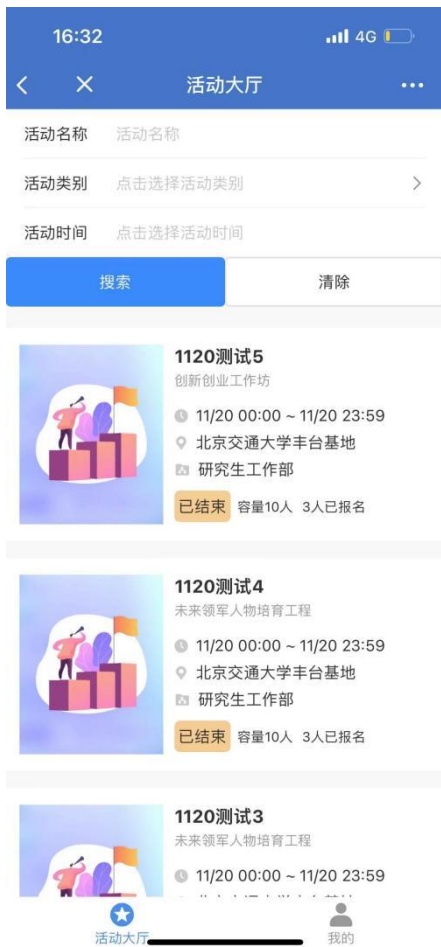 16:32
4G
活动大厅
活动名称 活动名称
活动类别 点击选择活动类别
活动时间 点击选择活动时间
搜索 清除
1120测试5
创新创业工作坊
11/20 00:00 ~ 11/20 23:59
北京交通大学丰台基地
研究生工作部
已结束 容量10人 3人已报名
1120测试4
未来领军人物培育工程
11/20 00:00 ~ 11/20 23:59
北京交通大学丰台基地
研究生工作部
已结束 容量10人 3人已报名
1120测试3
未来领军人物培育工程
11/20 00:00 ~ 11/20 23:59
活动大厅 我的